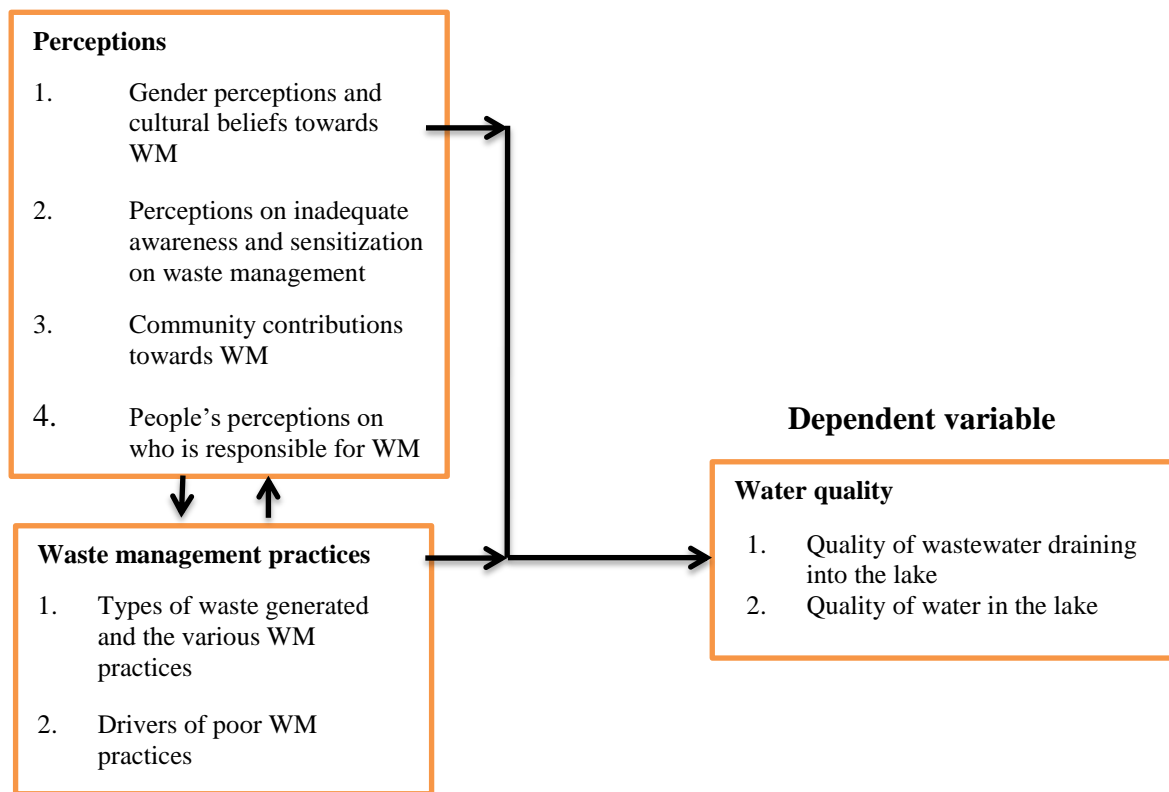 Perceptions
1. Gender perceptions and
cultural beliefs towards
WM
2. Perceptions on inadequate
awareness and sensitization
on waste management
3. Community contributions
towards WM
4. People’s perceptions on
who is responsible for WM
Waste management practices
1. Types of waste generated
and the various WM
practices
2. Drivers of poor WM
practices
Dependent variable
Water quality
1. Quality of wastewater draining
into the lake
2. Quality of water in the lake